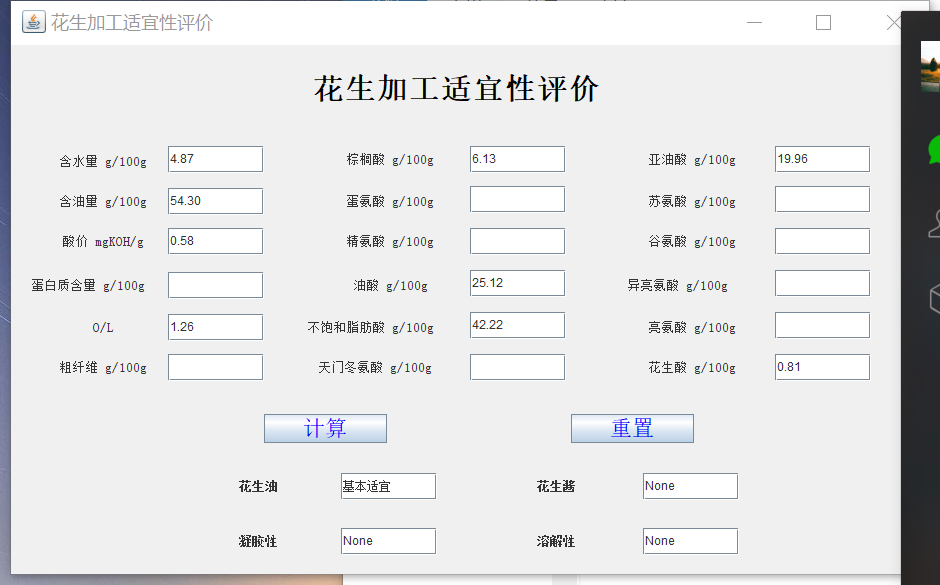 花生加工适宜性评价
花生加工适宜性评价
含水量 g/100g 4.87 棕榈酸 g/100g 6.13 亚油酸 g/100g 19.96
含油量 g/100g 54.30 蛋氨酸 g/100g 苏氨酸 g/100g
酸价 mgKOH/g 0.58 精氨酸 g/100g 谷氨酸 g/100g
蛋白质含量 g/100g 油酸 g/100g 25.12 异亮氨酸 g/100g
O/L 1.26 不饱和脂肪酸 g/100g 42.22 亮氨酸 g/100g
粗纤维 g/100g 天门冬氨酸 g/100g 花生酸 g/100g 0.81
计算 重置
花生油 基本适宜 花生酱 None
凝胶性 None 溶解性 None